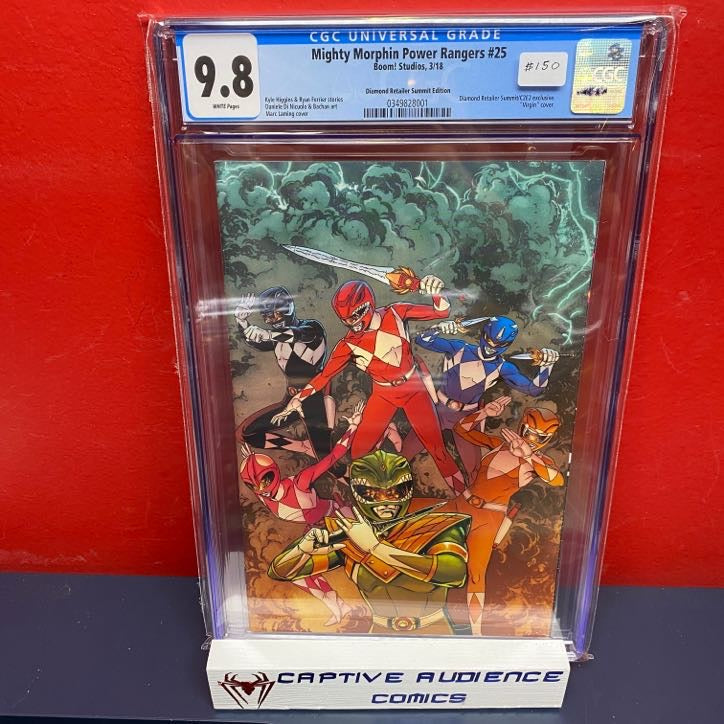 CGC UNIVERSAL GRADE
9.8
WHITE Pages
Mighty Morphin Power Rangers #25
Boom! Studios, 3/18
Diamond Retailer Summit Edition
0349828001
Kyle Higgins & Ryan Ferrier stories
Daniele Di Nicuolo & Bachan art
Marc Laming cover
Diamond Retailer Summit/C2E2 exclusive
"Virgin" cover
#150
CGC
CAPTIVE AUDIENCE
COMICS